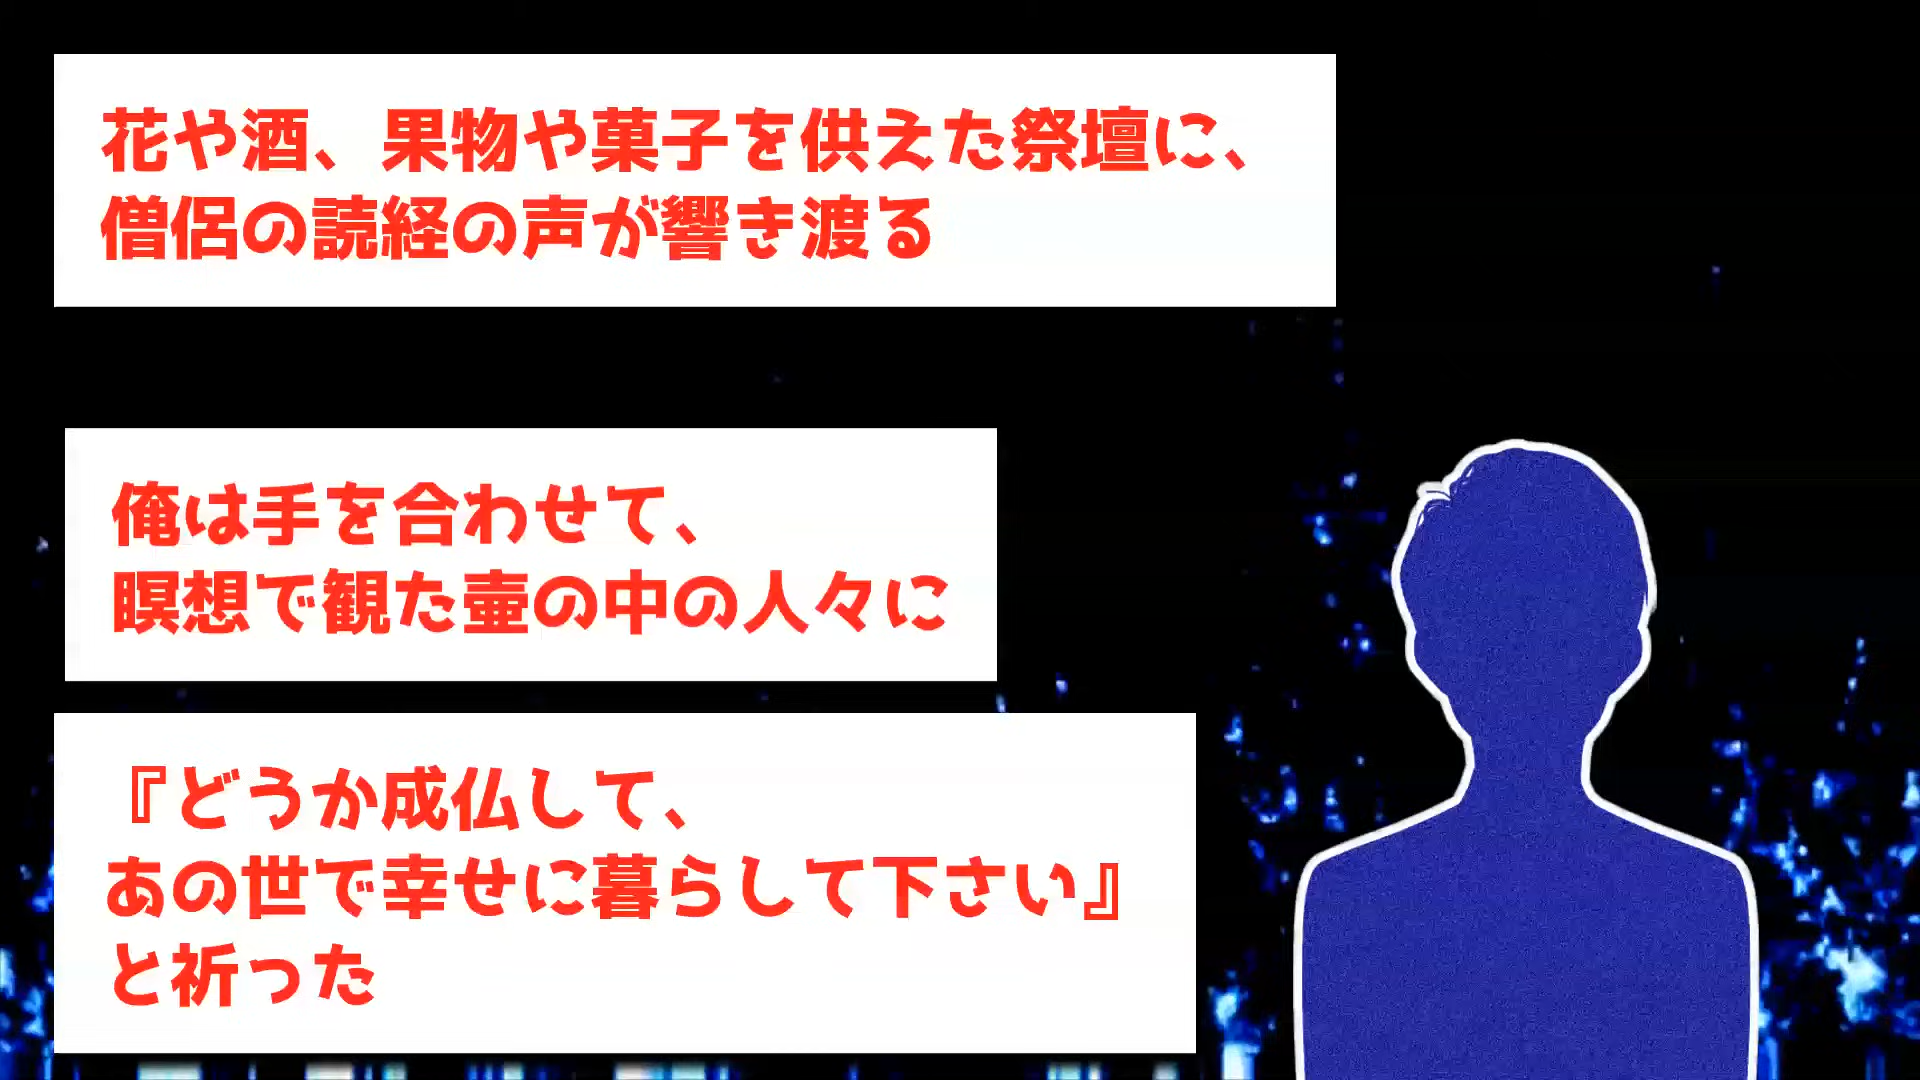 花や酒、果物や菓子を供えた祭壇に、
僧侶の読経の声が響き渡る
俺は手を合わせて、
瞑想で観た壷の中の人々に
『どうか成仏して、
あの世で幸せに暮らして下さい』
と祈った